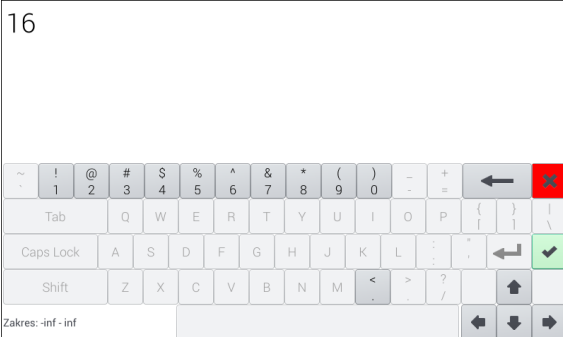 16
~ ! @ # $ % ^ & * ( ) _ +
` 1 2 3 4 5 6 7 8 9 0 - =
Tab Q W E R T Y U I O P { } |
[ ] \
Caps Lock A S D F G H J K L : "
; '
Shift Z X C V B N M < > ?
, . /
Zakres: -inf - inf